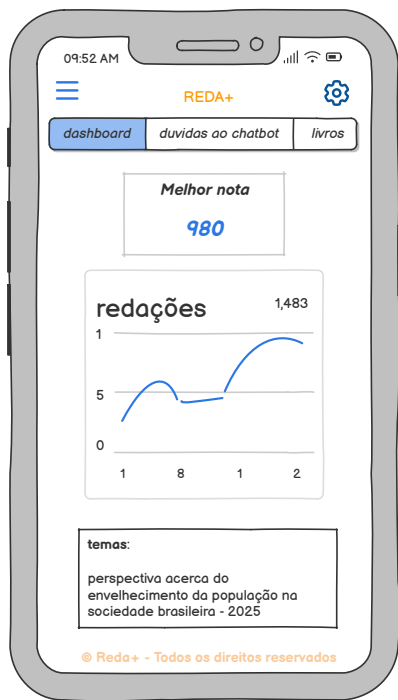 09:52 AM
REDA+
dashboard duvidas ao chatbot livros
Melhor nota
980
redações 1,483
1
5
0
1 8 1 2
temas:
perspectiva acerca do
envelhecimento da população na
sociedade brasileira - 2025
© Reda+ - Todos os direitos reservados